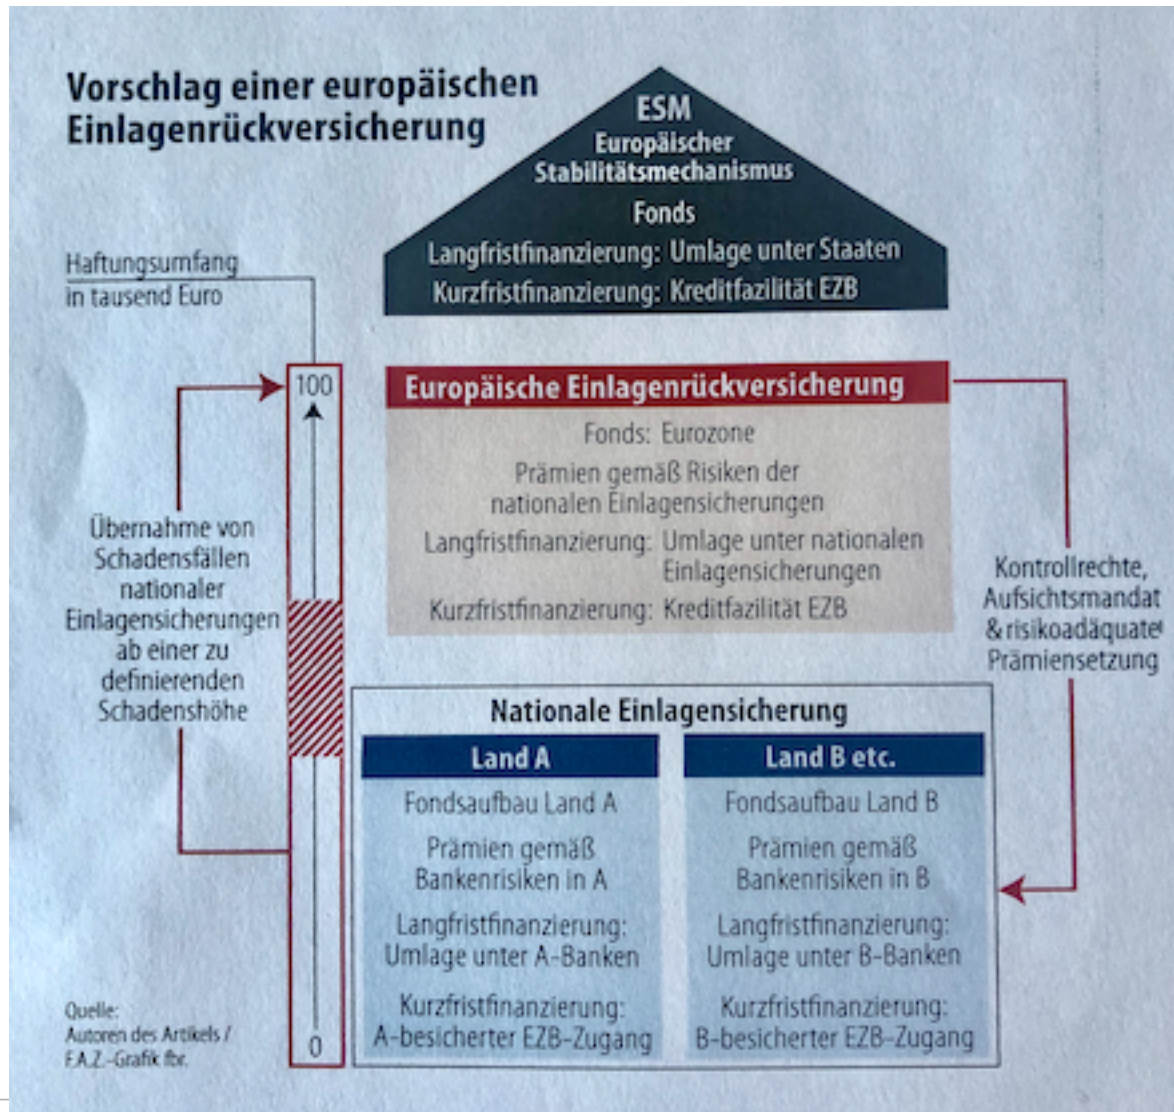 Vorschlag einer europäischen
Einlagenrückversicherung
ESM
Europäischer
Stabilitätsmechanismus
Fonds
Langfristfinanzierung: Umlage unter Staaten
Kurzfristfinanzierung: Kreditfazilität EZB
Haftungsumfang
in tausend Euro
100
Europäische Einlagenrückversicherung
Fonds: Eurozone
Prämien gemäß Risiken der
nationalen Einlagensicherungen
Langfristfinanzierung: Umlage unter nationalen
Einlagensicherungen
Kurzfristfinanzierung: Kreditfazilität EZB
Übernahme von
Schadensfällen
nationaler
Einlagensicherungen
ab einer zu
definierenden
Schadenshöhe
Kontrollrechte,
Aufsichtsmandat
& risikoadäquate
Prämiensetzung
Nationale Einlagensicherung
Land A
Fondsaufbau Land A
Prämien gemäß
Bankenrisiken in A
Langfristfinanzierung:
Umlage unter A-Banken
Kurzfristfinanzierung:
A-besicherter EZB-Zugang
Land B etc.
Fondsaufbau Land B
Prämien gemäß
Bankenrisiken in B
Langfristfinanzierung:
Umlage unter B-Banken
Kurzfristfinanzierung:
B-besicherter EZB-Zugang
0
Quelle:
Autoren des Artikels /
F.A.Z.-Grafik fbr.